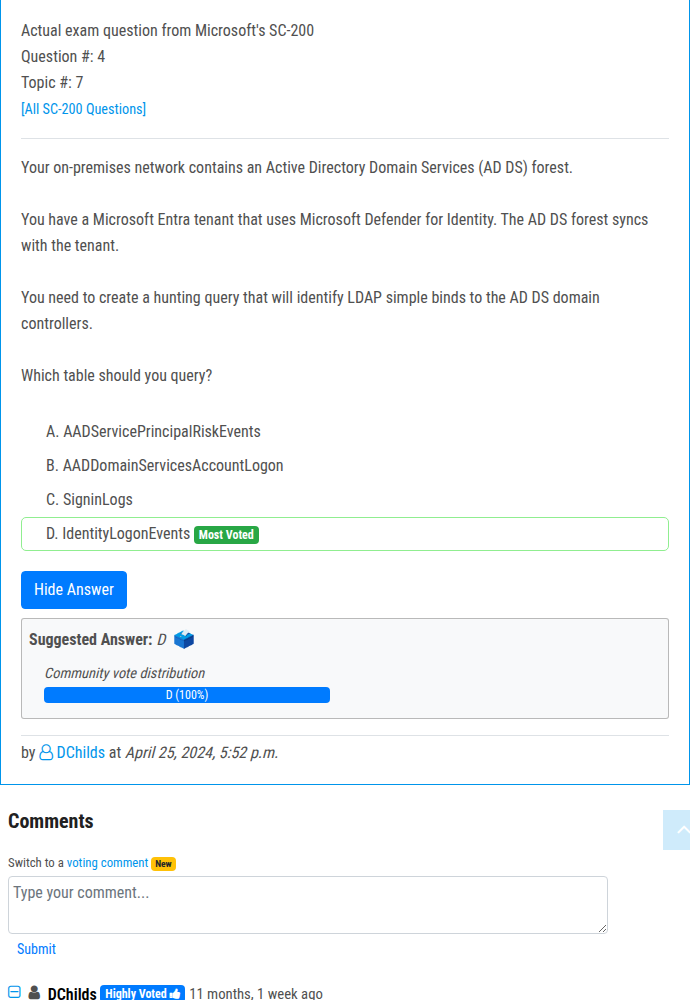 Actual exam question from Microsoft's SC-200
Question #: 4
Topic #: 7
[All SC-200 Questions]
Your on-premises network contains an Active Directory Domain Services (AD DS) forest.
You have a Microsoft Entra tenant that uses Microsoft Defender for Identity. The AD DS forest syncs
with the tenant.
You need to create a hunting query that will identify LDAP simple binds to the AD DS domain
controllers.
Which table should you query?
A. AADServicePrincipalRiskEvents
B. AADDomainServicesAccountLogon
C. SigninLogs
D. IdentityLogonEvents Most Voted
Hide Answer
Suggested Answer: D
Community vote distribution
D (100%)
by DChilds at April 25, 2024, 5:52 p.m.
Comments
Switch to a voting comment New
Type your comment...
Submit
DChilds Highly Voted 11 months, 1 week ago